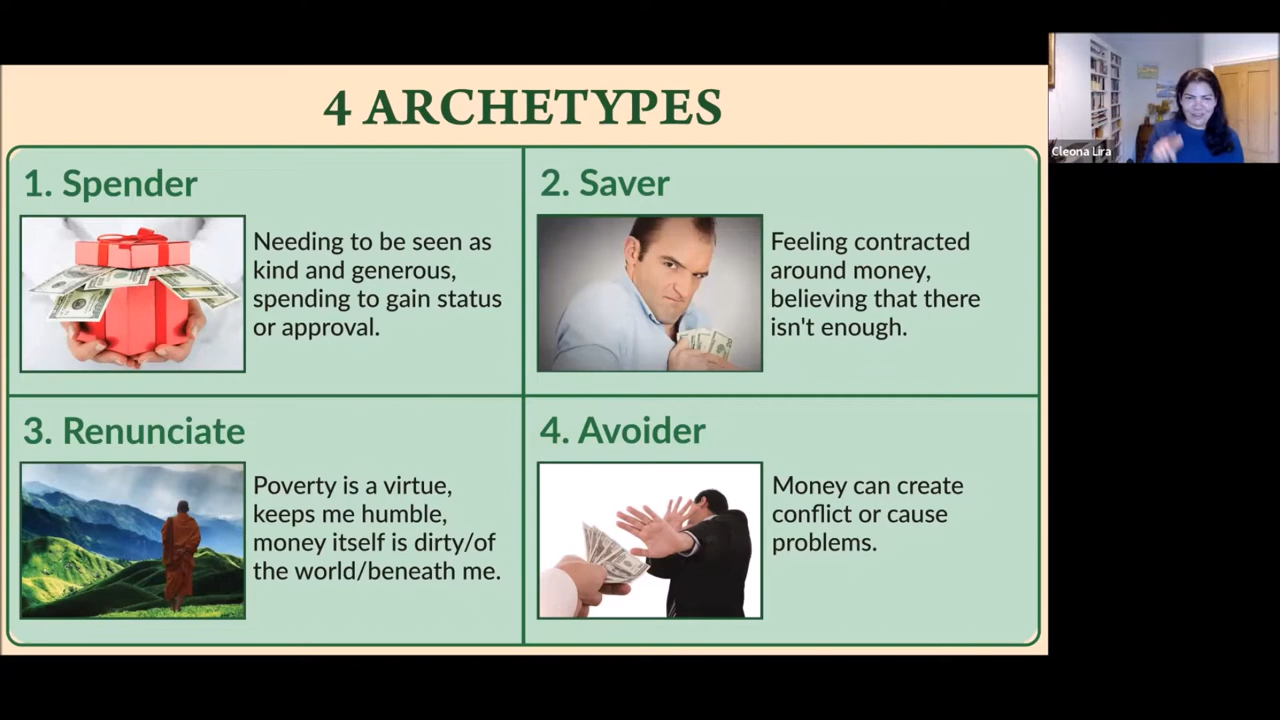 4 ARCHETYPES
1. Spender
Needing to be seen as
kind and generous,
spending to gain status
or approval.
2. Saver
Feeling contracted
around money,
believing that there
isn't enough.
3. Renunciate
Poverty is a virtue,
keeps me humble,
money itself is dirty/of
the world/beneath me.
4. Avoider
Money can create
conflict or cause
problems.
Cleona Lira